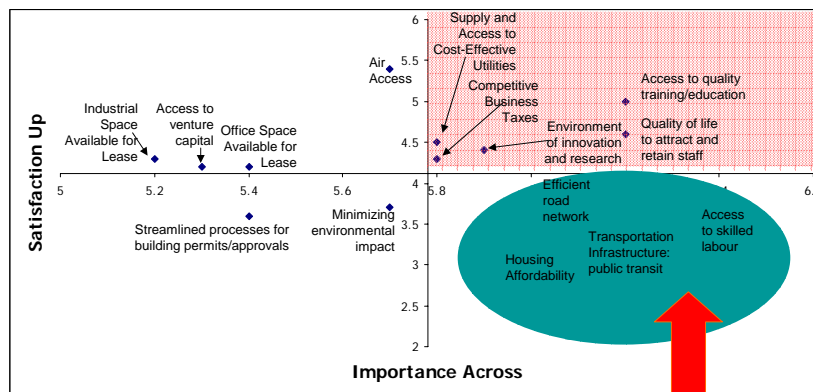 6
5.5
5
4.5
4
3.5
3
2.5
2
5
5.2
5.4
5.6
5.8
6.
Satisfaction Up
Importance Across
Supply and
Access to
Cost-Effective
Utilities
Air
Access
Competitive
Business
Taxes
Access to quality
training/education
Industrial
Space
Available for
Lease
Access to
venture
capital
Office Space
Available for
Lease
Environment
of innovation
and research
Quality of life
to attract and
retain staff
Streamlined processes for
building permits/approvals
Minimizing
environmental
impact
Efficient
road
network
Housing
Affordability
Transportation
Infrastructure:
public transit
Access
to skilled
labour